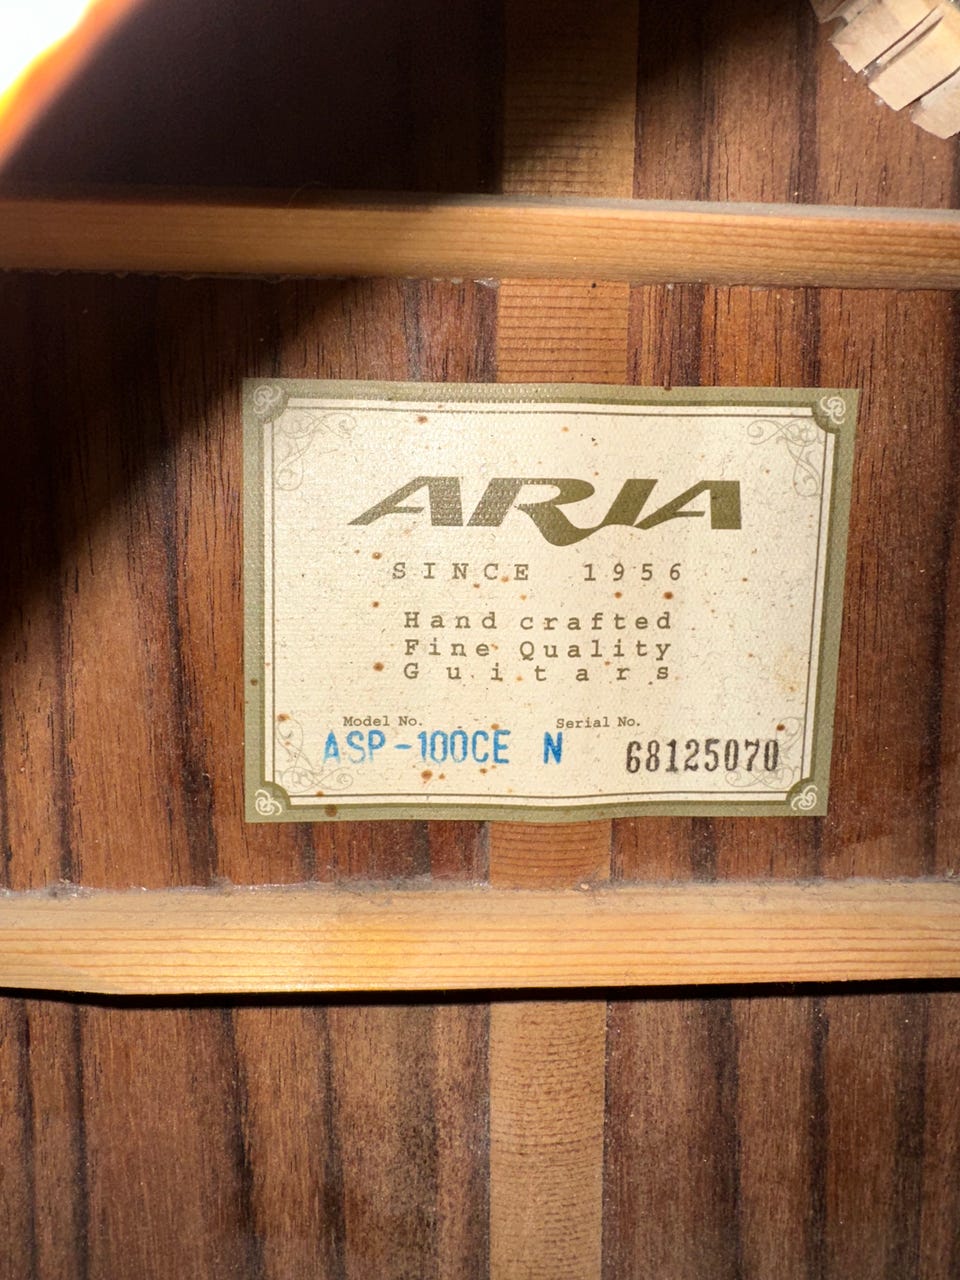 ARIA
SINCE 1956
Hand crafted
Fine Quality
Guitars
Model No. Serial No.
ASP-100CE N 68125070